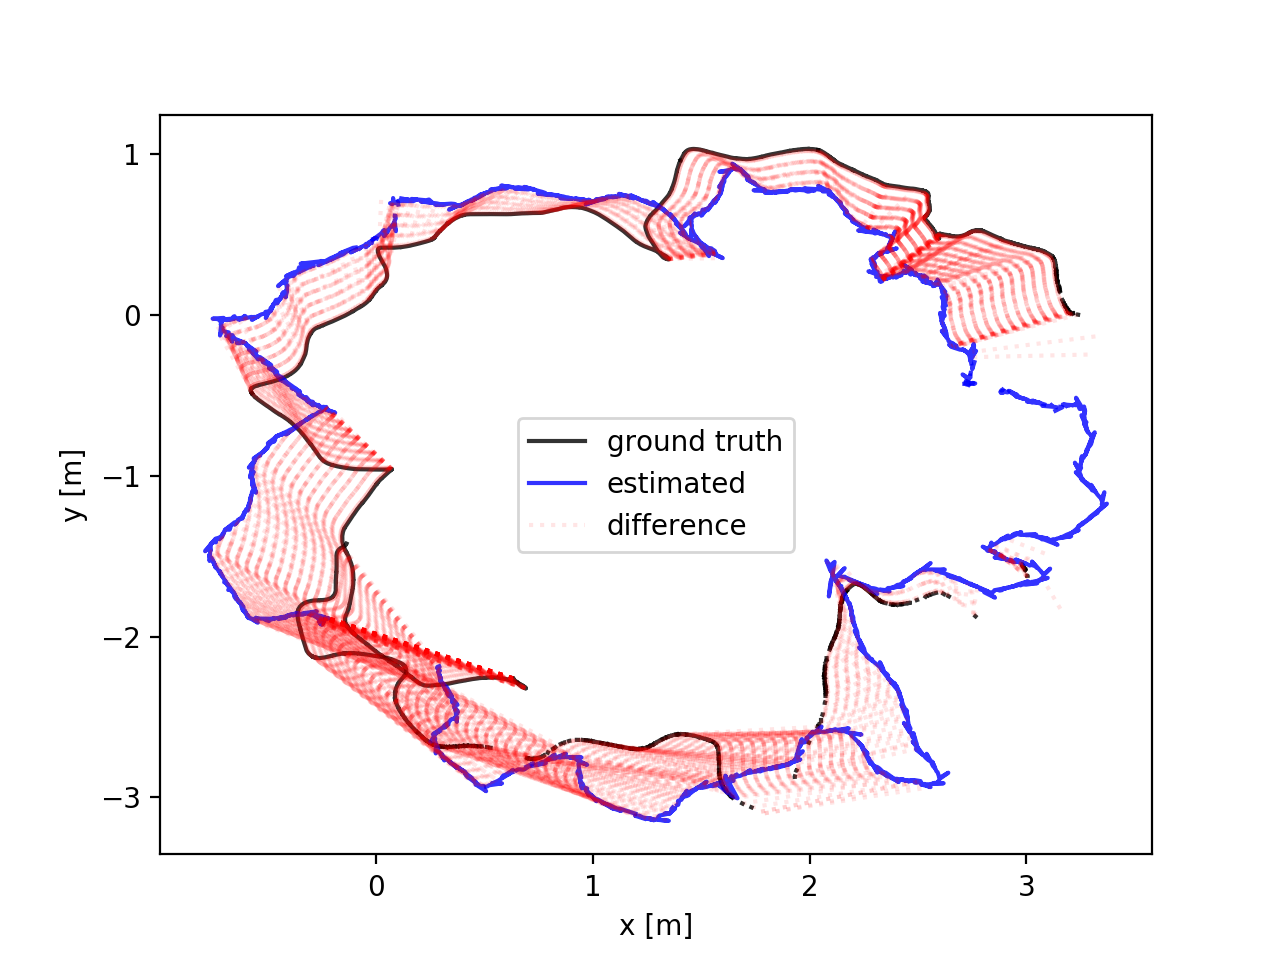 1
0
−1
−2
−3
y [m]
ground truth
estimated
difference
0
1
2
3
x [m]